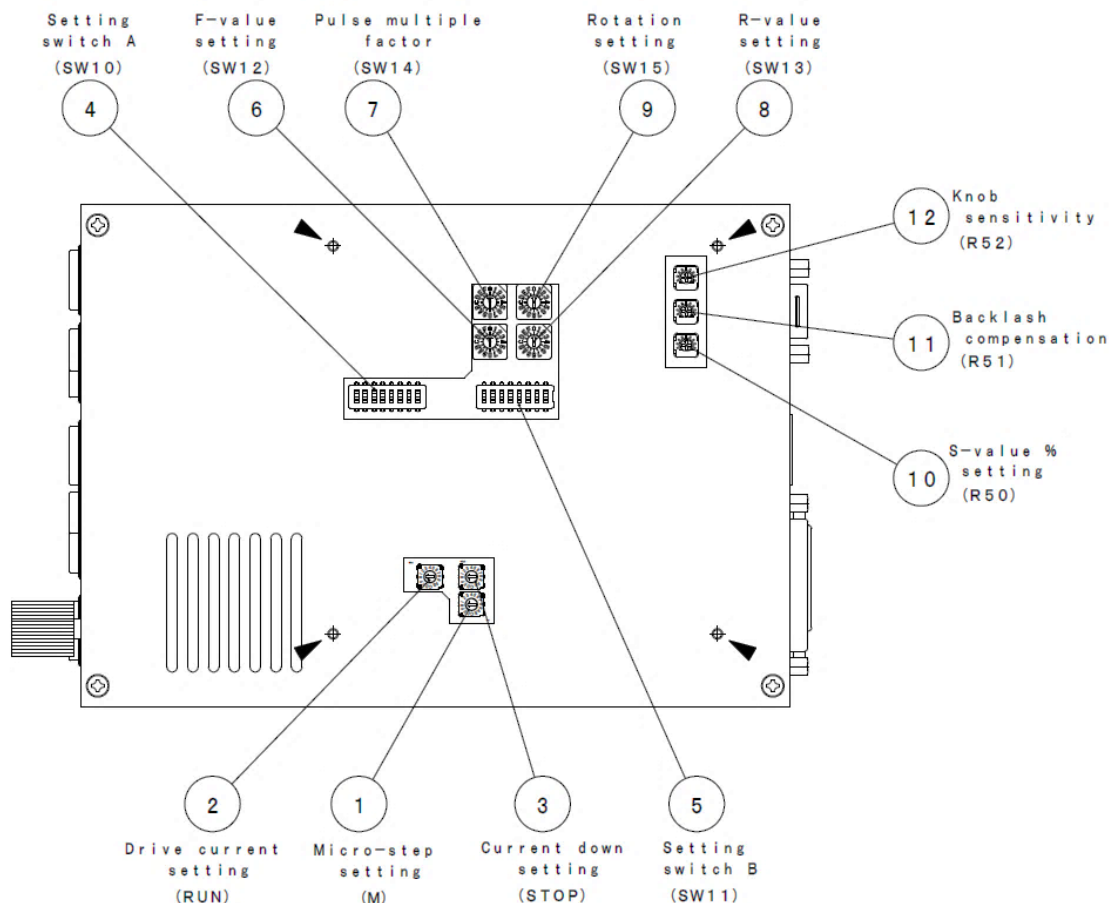 Setting
switch A
(SW10)
4
F-value
setting
(SW12)
6
Pulse multiple
factor
(SW14)
7
Rotation
setting
(SW15)
9
R-value
setting
(SW13)
8
12
Knob
sensitivity
(R52)
11
Backlash
compensation
(R51)
10
S-value %
setting
(R50)
2
Drive current
setting
(RUN)
1
Micro-step
setting
(M)
3
Current down
setting
(STOP)
5
Setting
switch B
(SW11)